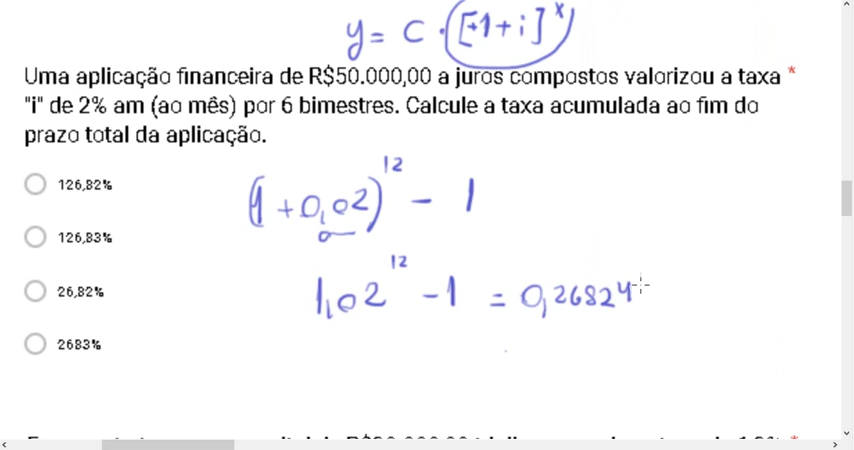 y = C · ([1+i]^x)
Uma aplicação financeira de R$50.000,00 a juros compostos valorizou a taxa *
"i" de 2% am (ao mês) por 6 bimestres. Calcule a taxa acumulada ao fim do
prazo total da aplicação.
126,82%
126,83%
26,82%
2683%
(1+0,02)^12 - 1
1,02^12 - 1 = 0,26824